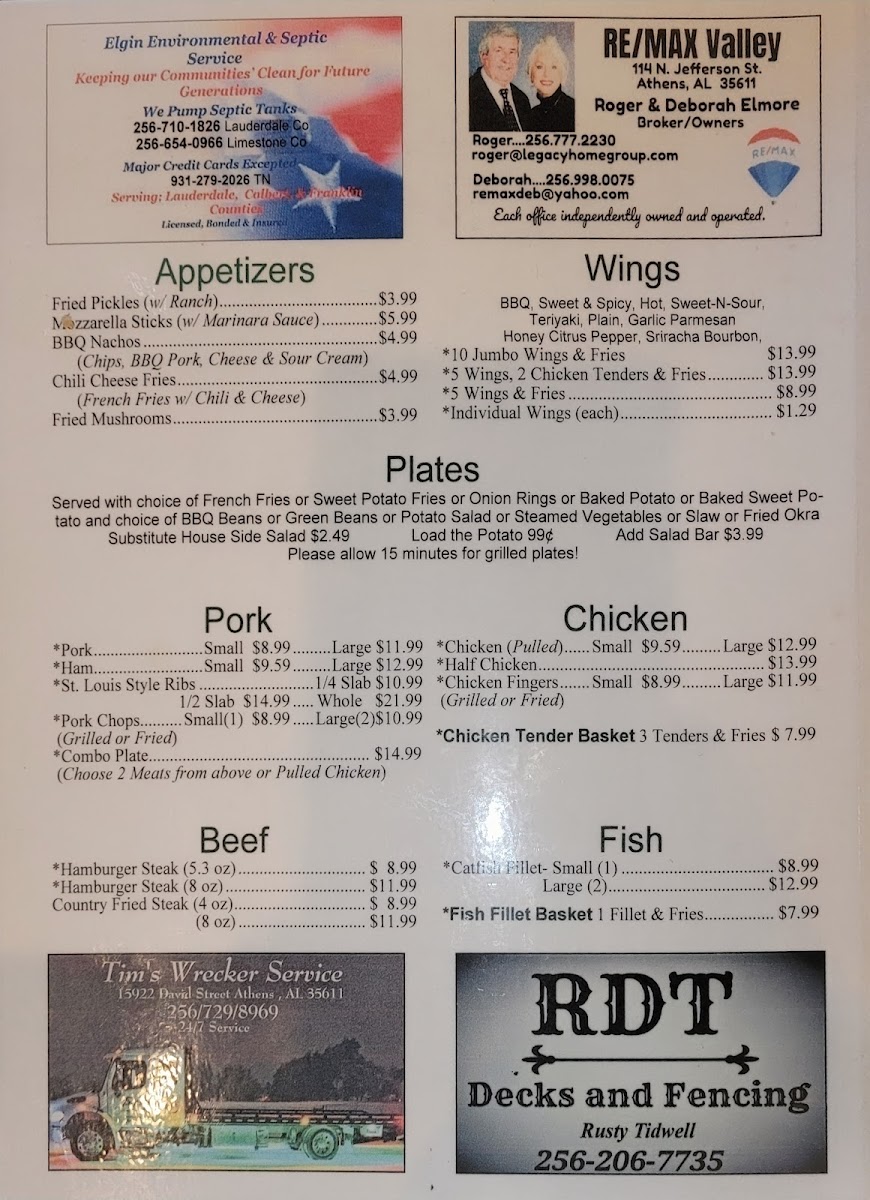 Elgin Environmental & Septic
Service
Keeping our Communities' Clean for Future
Generations
We Pump Septic Tanks
256-710-1826 Lauderdale Co
256-654-0966 Limestone Co
Major Credit Cards Excepted
931-279-2026 TN
Serving: Lauderdale, Colbert, & Franklin
Counties
Licensed, Bonded & Insured
RE/MAX Valley
114 N. Jefferson St.
Athens, AL 35611
Roger & Deborah Elmore
Broker/Owners
Roger....256.777.2230
roger@legacyhomegroup.com
RE/MAX
Deborah....256.998.0075
remaxdeb@yahoo.com
Each office independently owned and operated.
Appetizers
Fried Pickles (w/ Ranch)....................................$3.99
Mozzarella Sticks (w/ Marinara Sauce).............$5.99
BBQ Nachos......................................................$4.99
(Chips, BBQ Pork, Cheese & Sour Cream)
Chili Cheese Fries..............................................$4.99
(French Fries w/ Chili & Cheese)
Fried Mushrooms...............................................$3.99
Wings
BBQ, Sweet & Spicy, Hot, Sweet-N-Sour,
Teriyaki, Plain, Garlic Parmesan
Honey Citrus Pepper, Sriracha Bourbon,
*10 Jumbo Wings & Fries $13.99
*5 Wings, 2 Chicken Tenders & Fries............. $13.99
*5 Wings & Fries............................................... $8.99
*Individual Wings (each)................................... $1.29
Plates
Served with choice of French Fries or Sweet Potato Fries or Onion Rings or Baked Potato or Baked Sweet Po-
tato and choice of BBQ Beans or Green Beans or Potato Salad or Steamed Vegetables or Slaw or Fried Okra
Substitute House Side Salad $2.49 Load the Potato 99¢ Add Salad Bar $3.99
Please allow 15 minutes for grilled plates!
Pork
*Pork.........................Small $8.99.........Large $11.99
*Ham.........................Small $9.59.........Large $12.99
*St. Louis Style Ribs..........................1/4 Slab $10.99
1/2 Slab $14.99..... Whole $21.99
*Pork Chops..........Small(1) $8.99.....Large(2)$10.99
(Grilled or Fried)
*Combo Plate................................................... $14.99
(Choose 2 Meats from above or Pulled Chicken)
Chicken
*Chicken (Pulled)...... Small $9.59.........Large $12.99
*Half Chicken.................................................... $13.99
*Chicken Fingers....... Small $8.99.........Large $11.99
(Grilled or Fried)
*Chicken Tender Basket 3 Tenders & Fries $ 7.99
Beef
*Hamburger Steak (5.3 oz)............................. $ 8.99
*Hamburger Steak (8 oz)................................ $11.99
Country Fried Steak (4 oz).............................. $ 8.99
(8 oz).............................. $11.99
Fish
*Catfish Fillet- Small (1)................................... $8.99
Large (2).................................... $12.99
*Fish Fillet Basket 1 Fillet & Fries................ $7.99
Tim's Wrecker Service
15922 David Street Athens , AL 35611
256/729/8969
24/7 Service
RDT
Decks and Fencing
Rusty Tidwell
256-206-7735